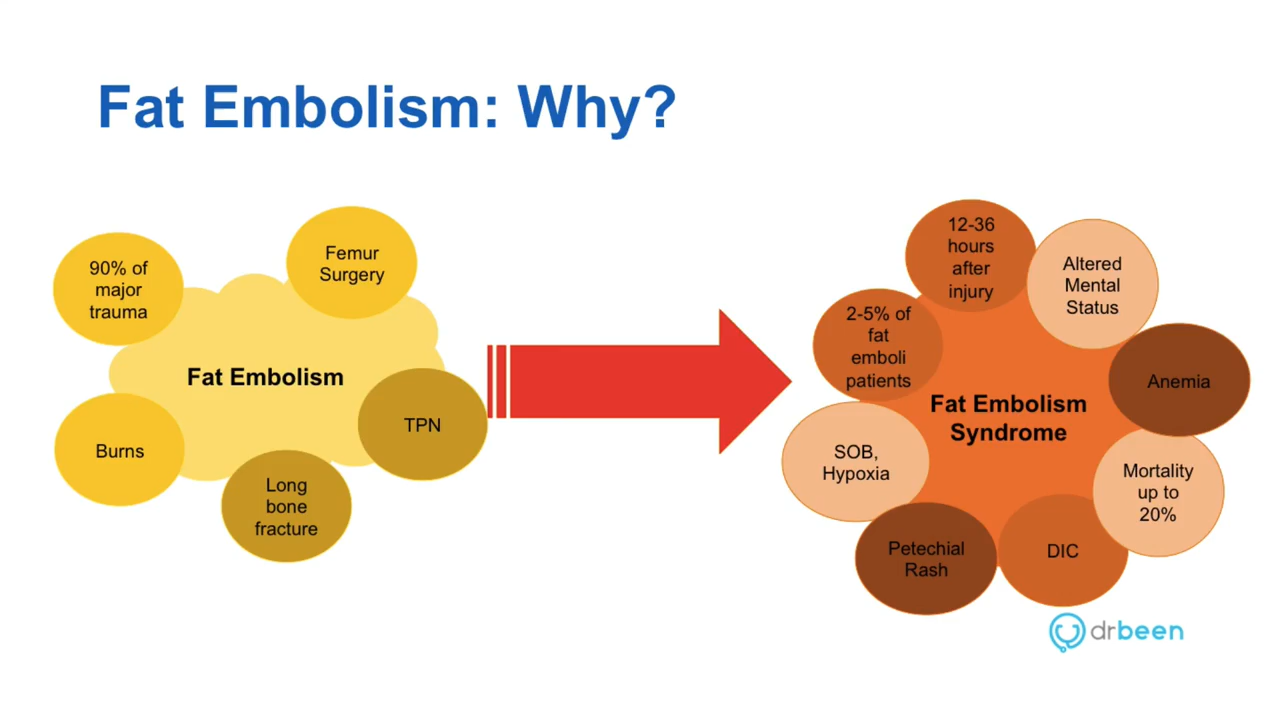 Fat Embolism: Why?
90% of
major
trauma
Femur
Surgery
Fat Embolism
TPN
Burns
Long
bone
fracture
12-36
hours
after
injury
Altered
Mental
Status
2-5% of
fat
emboli
patients
Anemia
Fat Embolism
Syndrome
SOB,
Hypoxia
Mortality
up to
20%
Petechial
Rash
DIC
drbeen